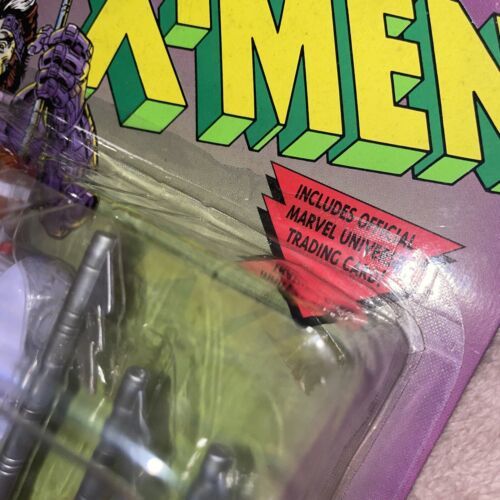 X-MEN
INCLUDES OFFICIAL
MARVEL UNIVERSE
TRADING CARD!